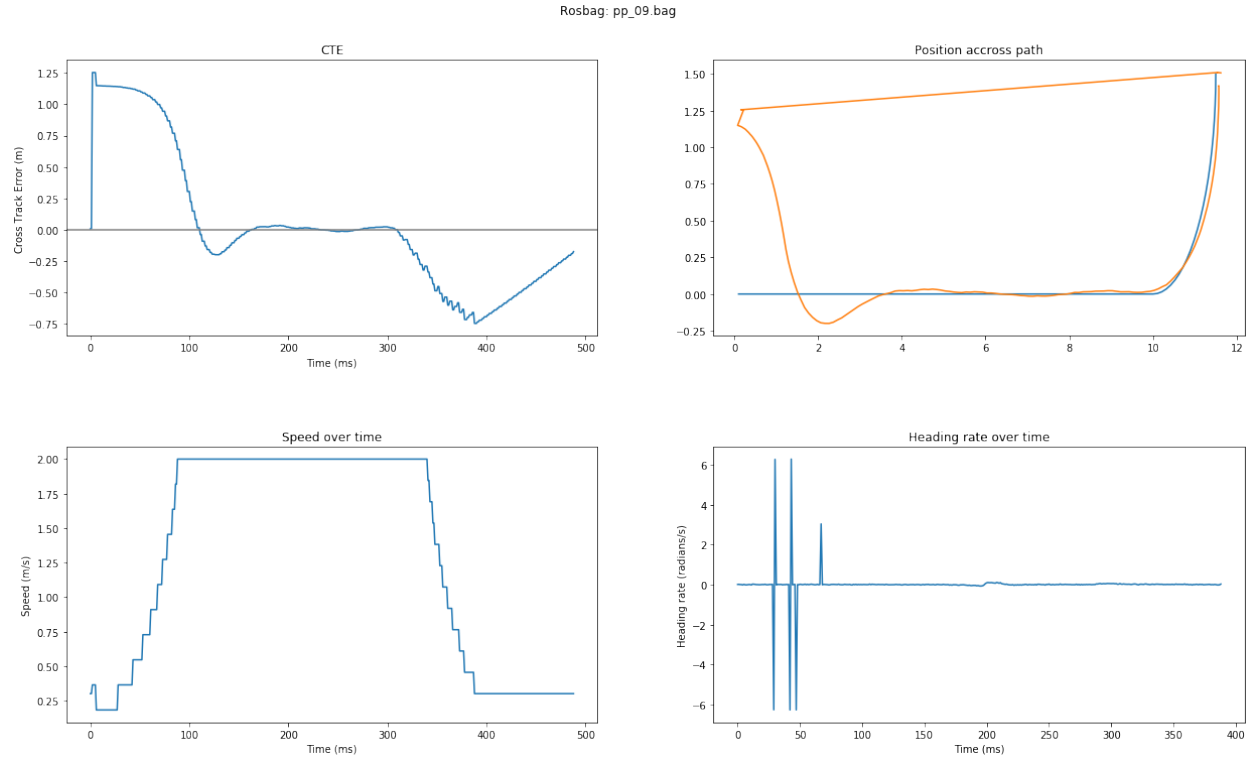 Rosbag: pp_09.bag
CTE
Cross Track Error (m)
1.25
1.00
0.75
0.50
0.25
0.00
−0.25
−0.50
−0.75
0 100 200 300 400 500
Time (ms)
Position accross path
1.50
1.25
1.00
0.75
0.50
0.25
0.00
−0.25
0 2 4 6 8 10 12
Speed over time
Speed (m/s)
2.00
1.75
1.50
1.25
1.00
0.75
0.50
0.25
0 100 200 300 400 500
Time (ms)
Heading rate over time
Heading rate (radians/s)
6
4
2
0
−2
−4
−6
0 50 100 150 200 250 300 350 400
Time (ms)